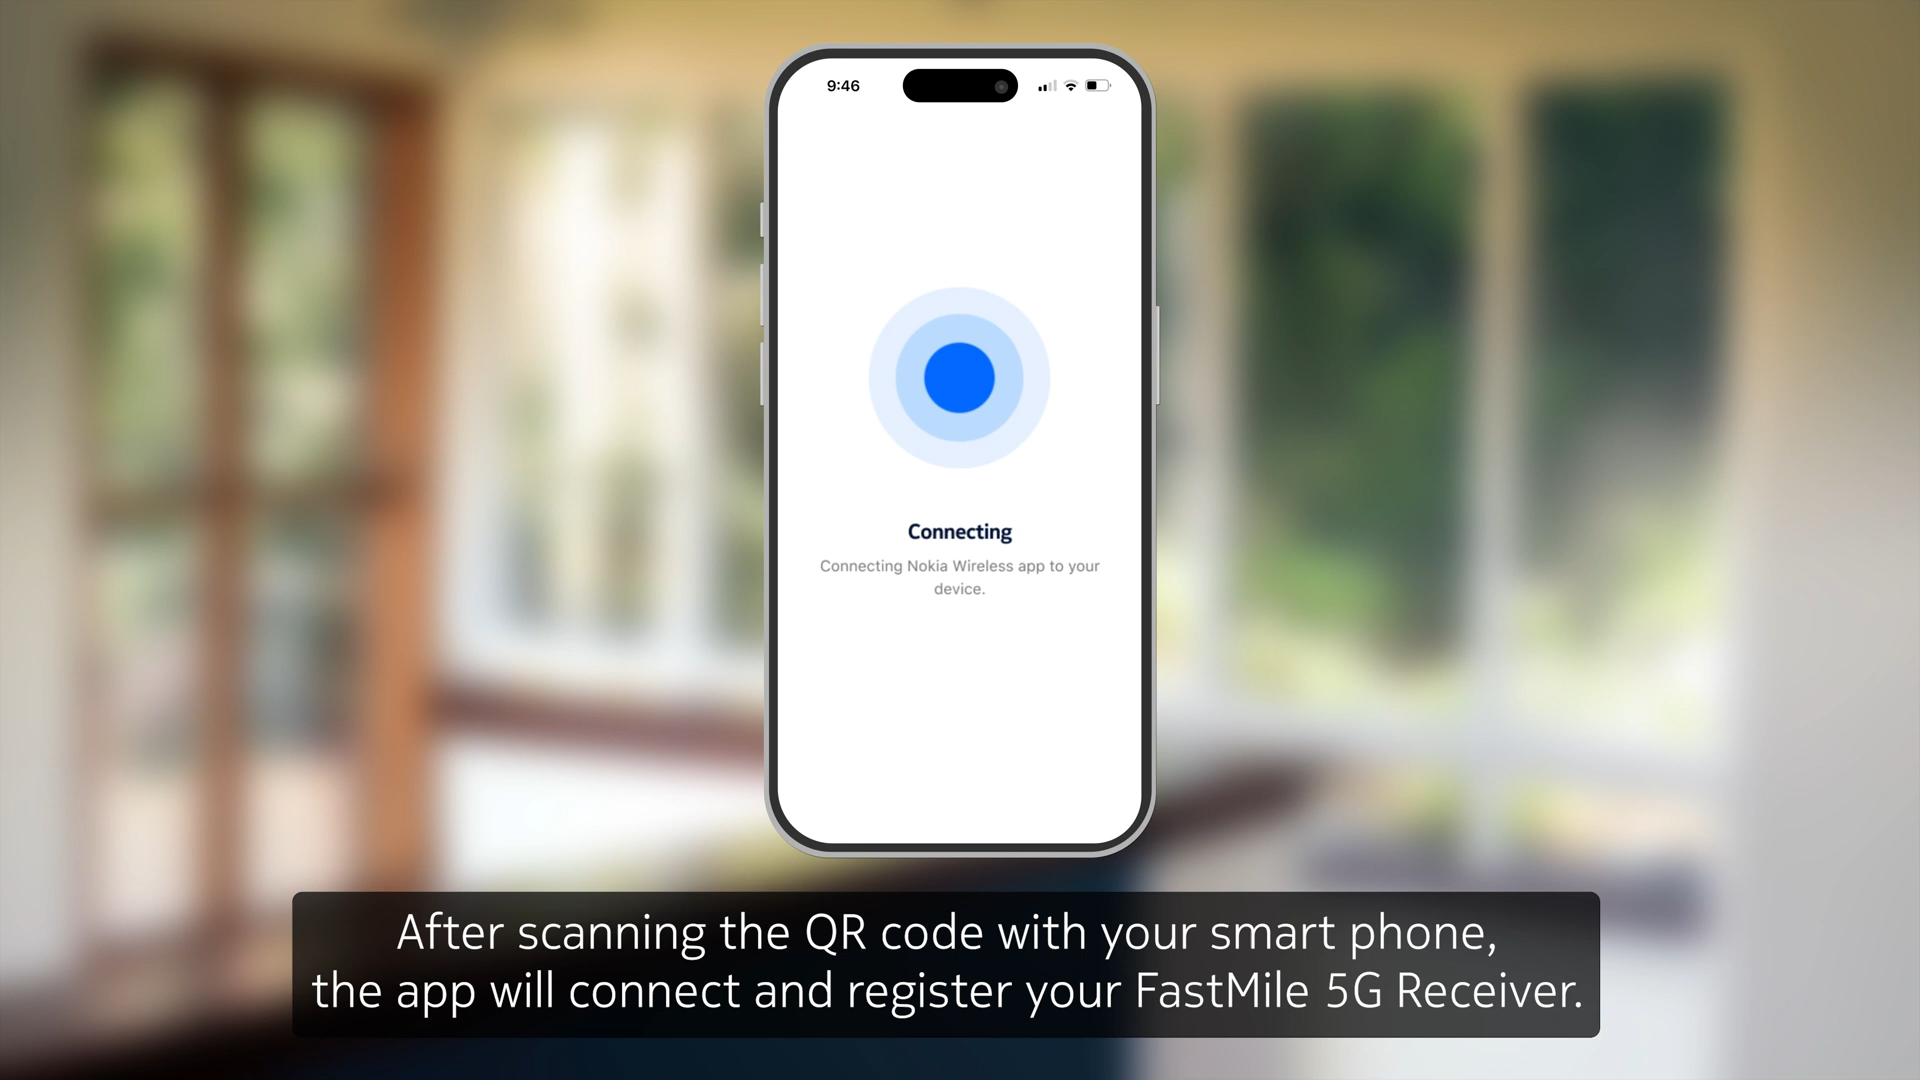 9:46
Connecting
Connecting Nokia Wireless app to your
device.
After scanning the QR code with your smart phone,
the app will connect and register your FastMile 5G Receiver.